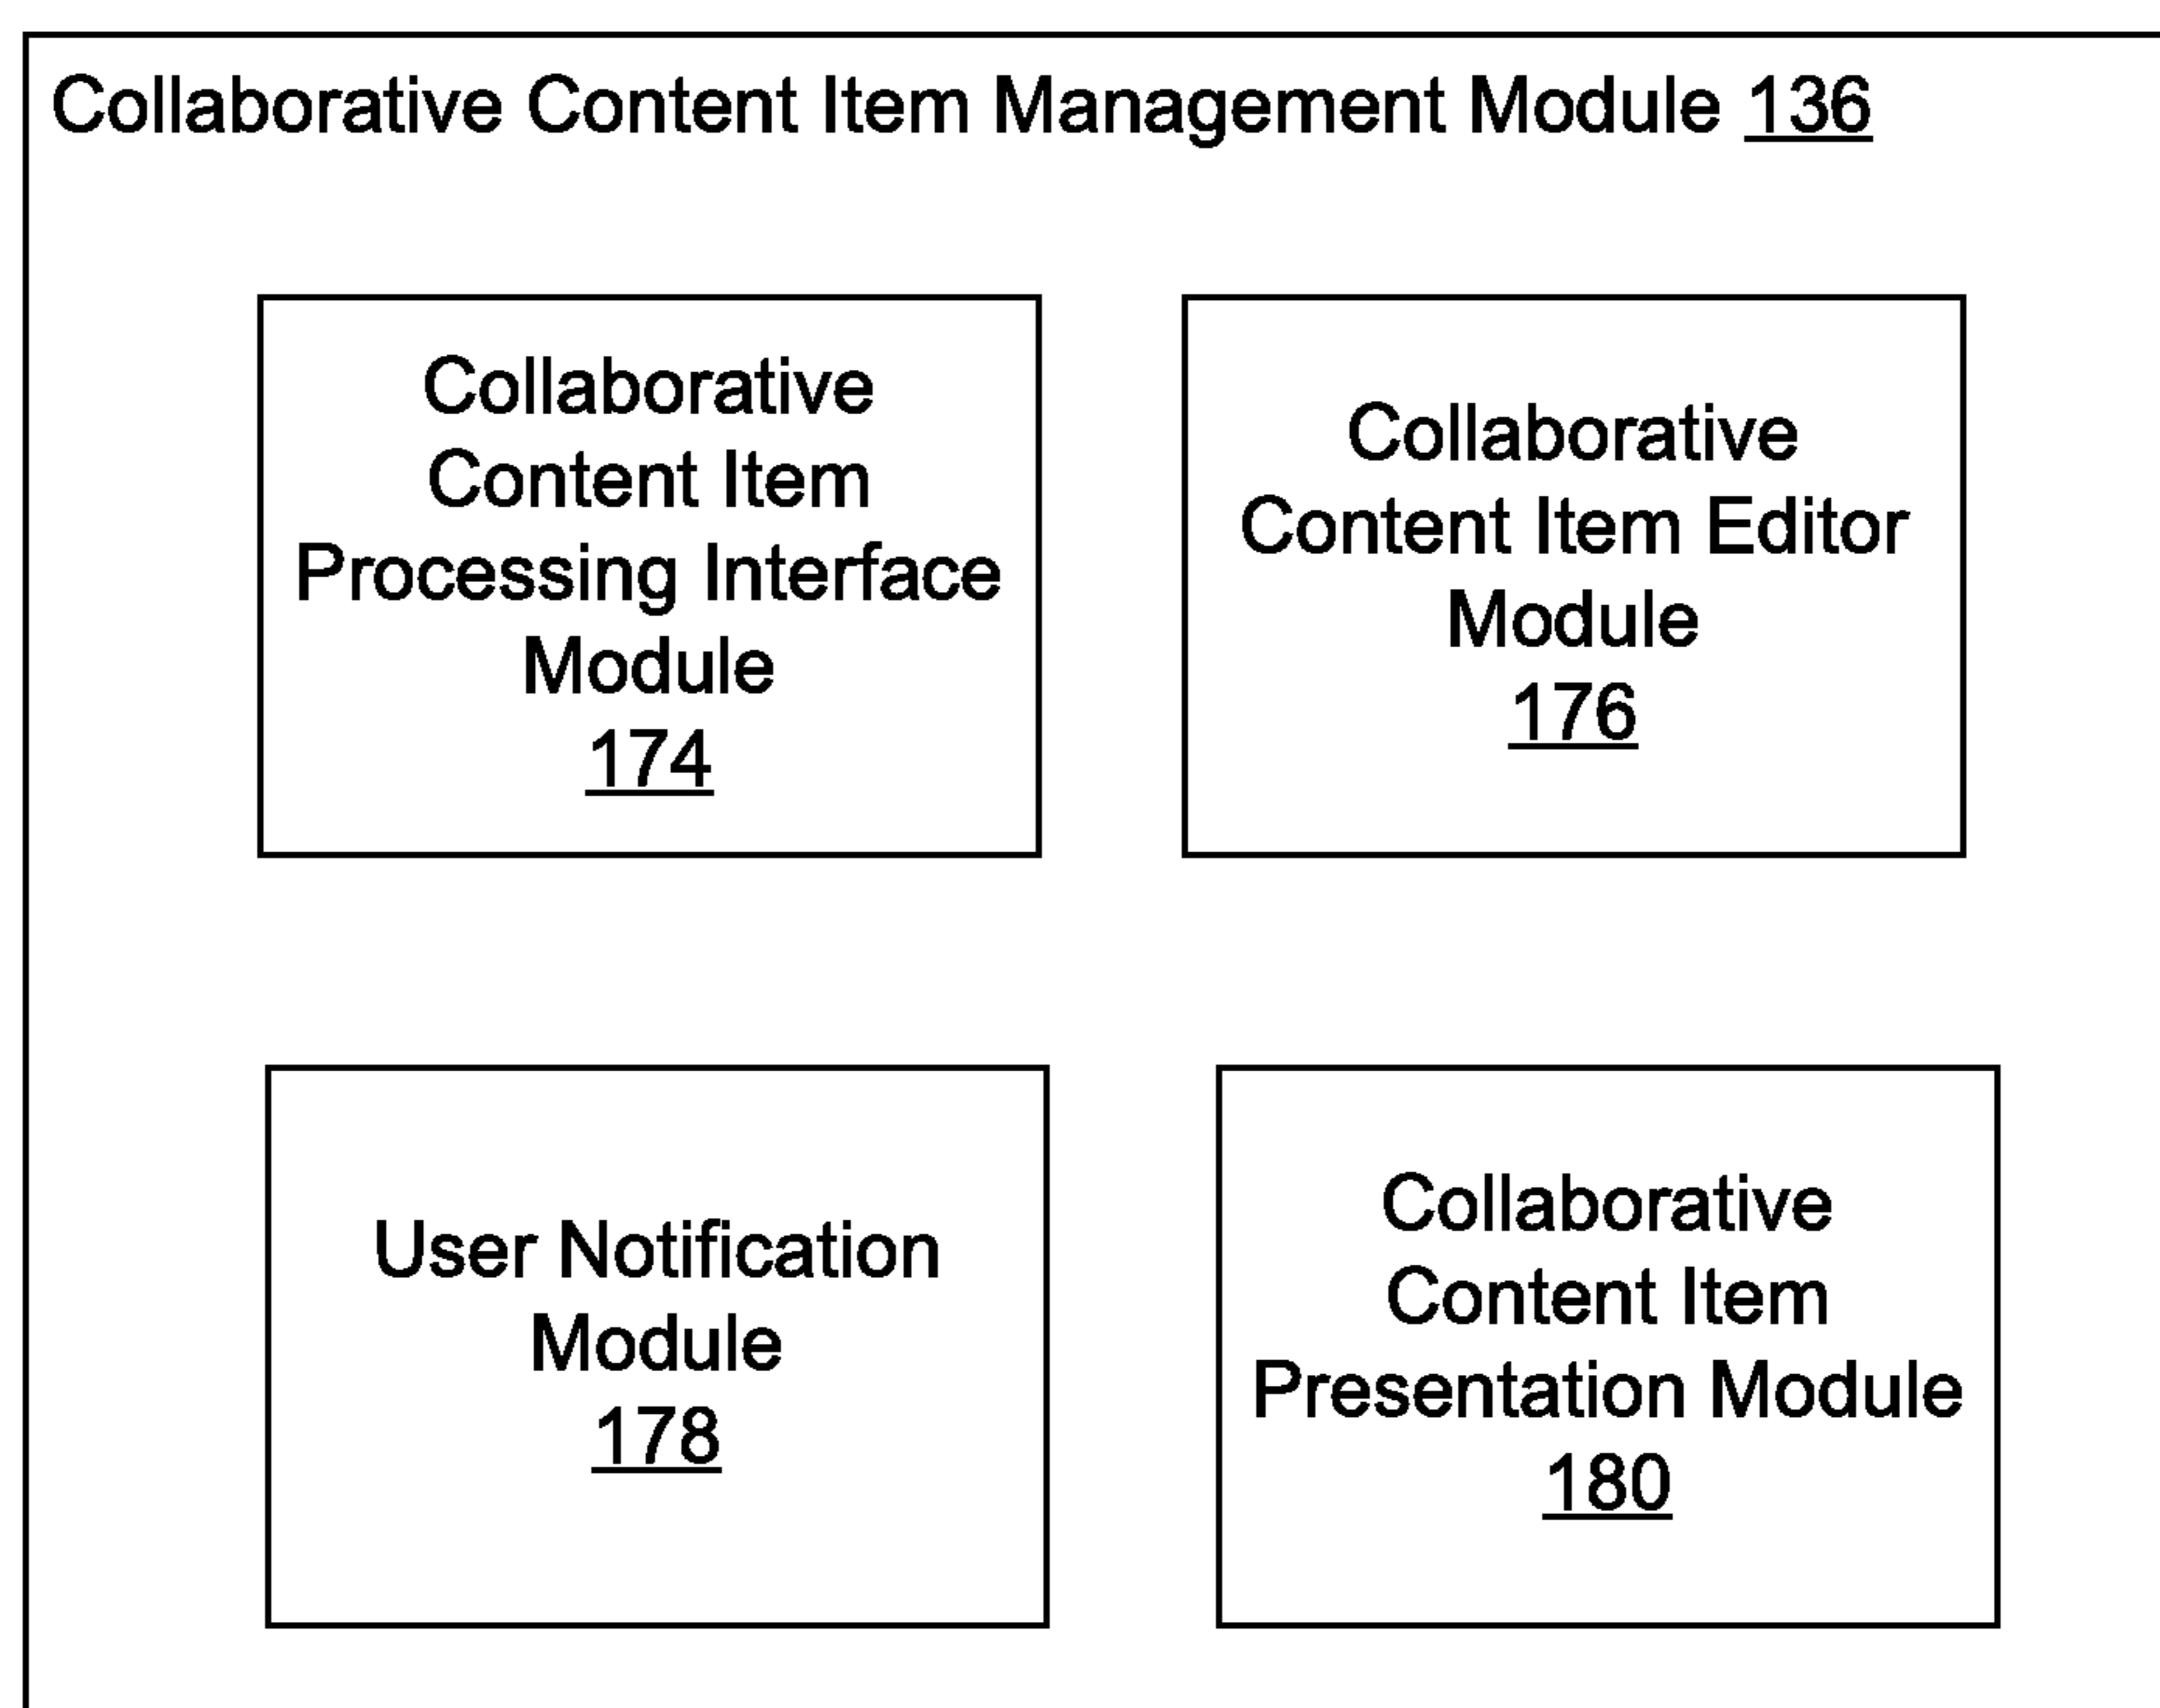 Collaborative Content Item Management Module 136
Collaborative
Content Item
Processing Interface
Module
174
Collaborative
Content Item Editor
Module
176
User Notification
Module
178
Collaborative
Content Item
Presentation Module
180